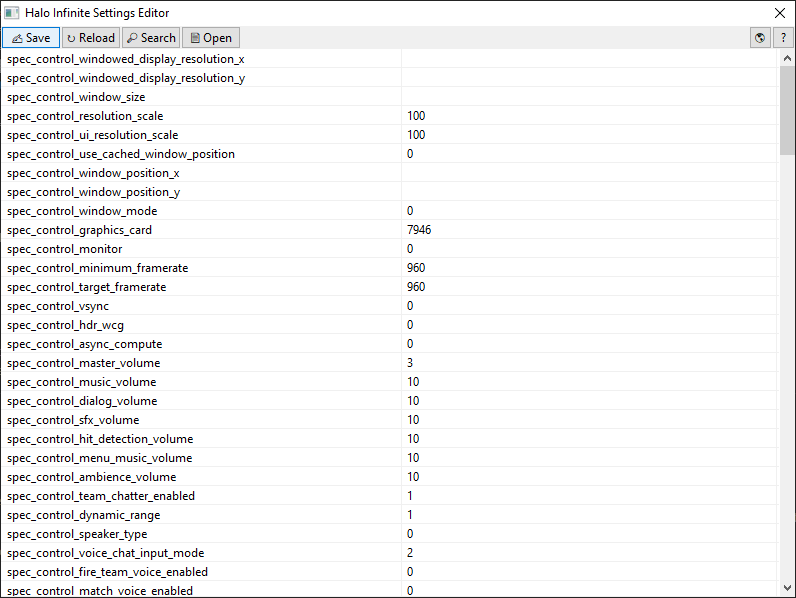 Halo Infinite Settings Editor
Save Reload Search Open ?
spec_control_windowed_display_resolution_x
spec_control_windowed_display_resolution_y
spec_control_window_size
spec_control_resolution_scale 100
spec_control_ui_resolution_scale 100
spec_control_use_cached_window_position 0
spec_control_window_position_x
spec_control_window_position_y
spec_control_window_mode 0
spec_control_graphics_card 7946
spec_control_monitor 0
spec_control_minimum_framerate 960
spec_control_target_framerate 960
spec_control_vsync 0
spec_control_hdr_wcg 0
spec_control_async_compute 0
spec_control_master_volume 3
spec_control_music_volume 10
spec_control_dialog_volume 10
spec_control_sfx_volume 10
spec_control_hit_detection_volume 10
spec_control_menu_music_volume 10
spec_control_ambience_volume 10
spec_control_team_chatter_enabled 1
spec_control_dynamic_range 1
spec_control_speaker_type 0
spec_control_voice_chat_input_mode 2
spec_control_fire_team_voice_enabled 0
spec_control_match_voice_enabled 0